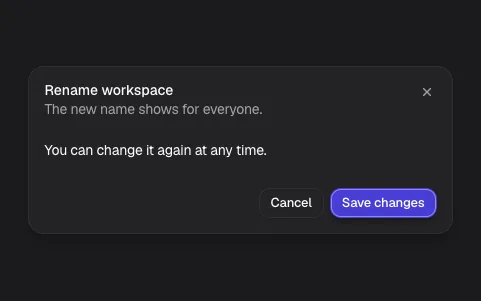 Rename workspace
The new name shows for everyone.
You can change it again at any time.
Cancel
Save changes